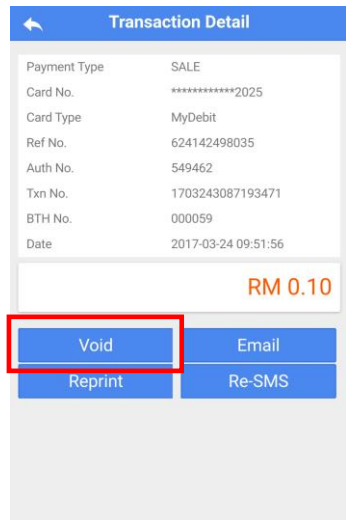 Transaction Detail
Payment Type SALE
Card No. ************2025
Card Type MyDebit
Ref No. 624142498035
Auth No. 549462
Txn No. 1703243087193471
BTH No. 000059
Date 2017-03-24 09:51:56
RM 0.10
Void Email
Reprint Re-SMS